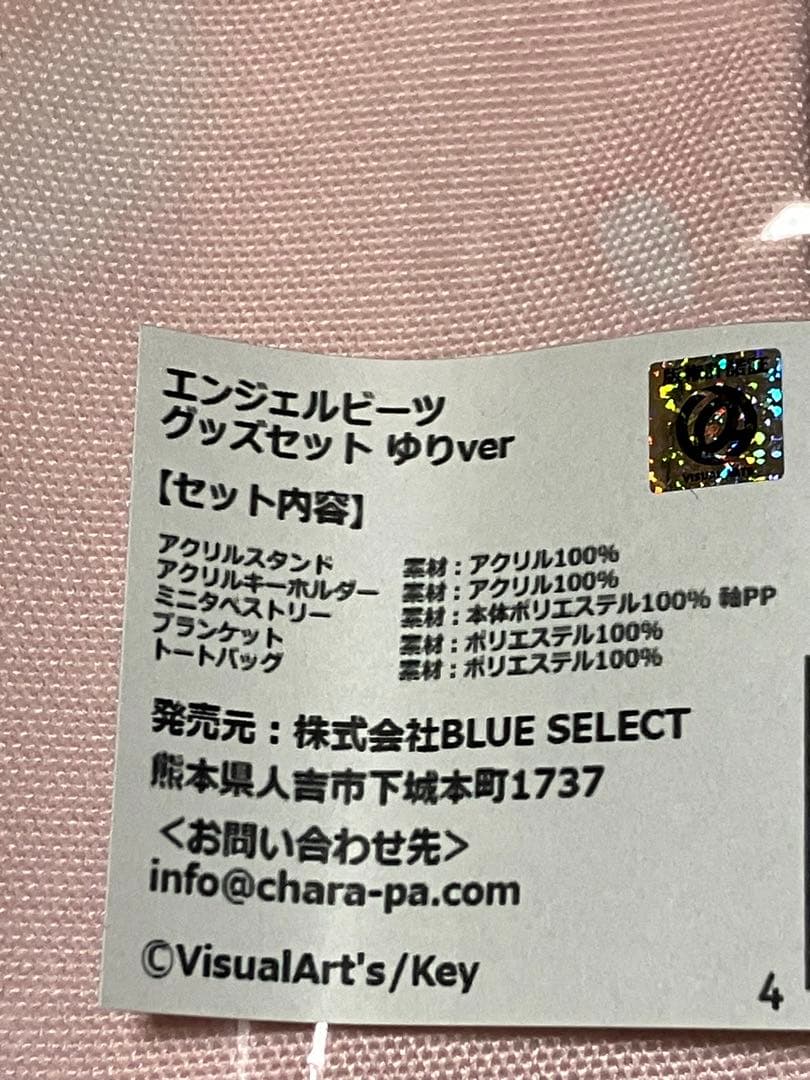 エンジェルビーツ
グッズセット ゆりver
【セット内容】
アクリルスタンド 素材：アクリル100%
アクリルキーホルダー 素材：アクリル100%
ミニタペストリー 素材：本体ポリエステル100% 軸PP
ブランケット 素材：ポリエステル100%
トートバッグ 素材：ポリエステル100%
発売元：株式会社BLUE SELECT
熊本県人吉市下城本町1737
＜お問い合わせ先＞
info@chara-pa.com
©VisualArt's/Key
4